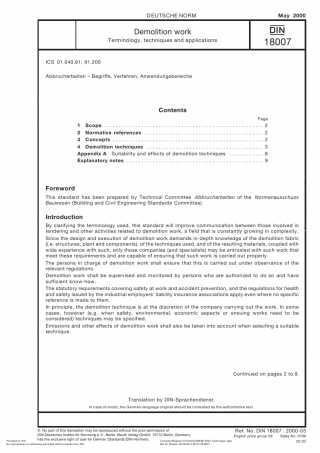 DEUTSCHE NORM
May 2000
Demolition work
Terminology, techniques and applications
DIN
18007
ICS 01.040.91; 91.200
Abbrucharbeiten – Begriffe, Verfahren, Anwendungsbereiche
Contents
Page
1 Scope 2
2 Normative references 2
3 Concepts 2
4 Demolition techniques 3
Appendix A Suitability and effects of demolition techniques 8
Explanatory notes 9
Foreword
This standard has been prepared by Technical Committee Abbrucharbeiten of the Normenausschuss
Bauwesen (Building and Civil Engineering Standards Committee).
Introduction
By clarifying the terminology used, this standard will improve communication between those involved in
tendering and other activities related to demolition work, a field that is constantly growing in complexity.
Since the design and execution of demolition work demands in-depth knowledge of the demolition fabric
(i.e. structures, plant and components), of the techniques used, and of the resulting materials, coupled with
wide experience with such, only those companies (and specialists) may be entrusted with such work that
meet these requirements and are capable of ensuring that such work is carried out properly.
The persons in charge of demolition work shall ensure that this is carried out under observance of the
relevant regulations.
Demolition work shall be supervised and monitored by persons who are authorized to do so and have
sufficient know-how.
The statutory requirements covering safety at work and accident prevention, and the regulations for health
and safety issued by the industrial employers' liability insurance associations apply even where no specific
reference is made to them.
In principle, the demolition technique is at the discretion of the company carrying out the work. In some
cases, however (e.g. when safety, environmental, economic aspects or ensuing works need to be
considered) techniques may be specified.
Emissions and other effects of demolition work shall also be taken into account when selecting a suitable
technique.
Continued on pages 2 to 9.
Translation by DIN-Sprachendienst.
In case of doubt, the German-language original should be consulted as the authoritative text.
© No part of this translation may be reproduced without the prior permission of
DIN Deutsches Institut für Normung e. V., Berlin. Beuth Verlag GmbH, 10772 Berlin, Germany,
has the exclusive right of sale for German Standards (DIN-Normen).
Ref. No. DIN 18007 : 2000-05
English price group 08 Sales No. 0108